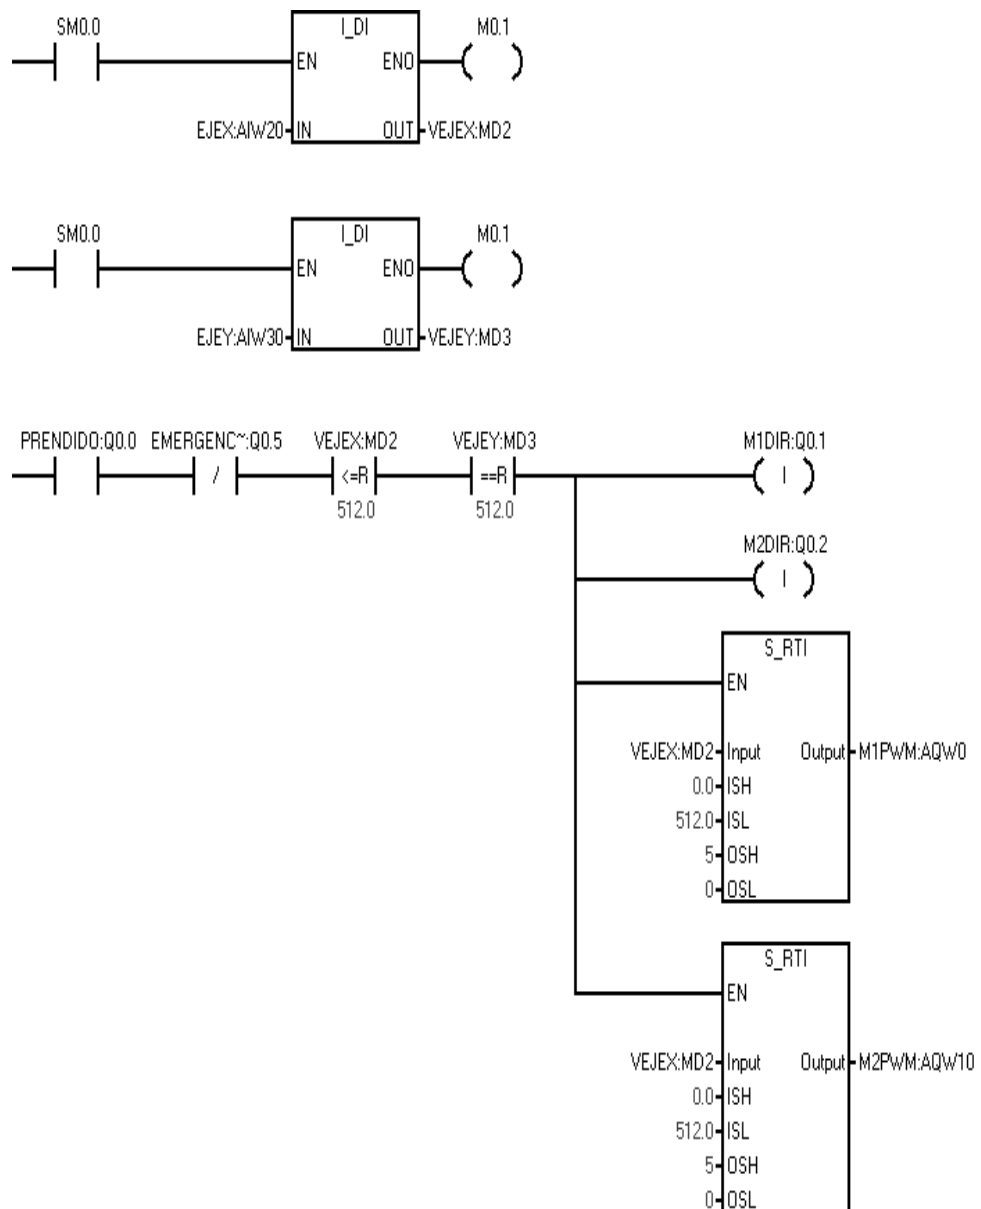 SM0.0 I_DI M0.1
EN ENO
EJEX:AIW20 IN OUT VEJEX:MD2
SM0.0 I_DI M0.1
EN ENO
EJEY:AIW30 IN OUT VEJEY:MD3
PRENDIDO:Q0.0 EMERGENC~:Q0.5 VEJEX:MD2 VEJEY:MD3 M1DIR:Q0.1
/ <=R ==R I
512.0 512.0
M2DIR:Q0.2
I
S_RTI
EN
VEJEX:MD2 Input Output M1PWM:AQW0
0.0 ISH
512.0 ISL
5 OSH
0 OSL
S_RTI
EN
VEJEX:MD2 Input Output M2PWM:AQW10
0.0 ISH
512.0 ISL
5 OSH
0 OSL